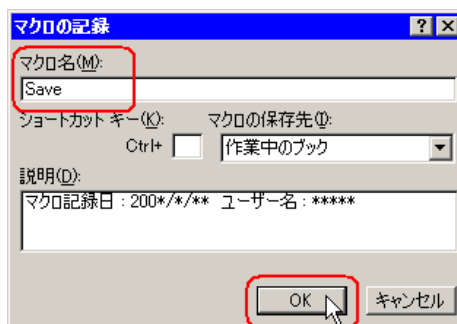 マクロの記録
マクロ名(M):
Save
ショートカット キー(K): マクロの保存先(I):
Ctrl+ 作業中のブック
説明(D):
マクロ記録日 : 200*/*/** ユーザー名 : *****
OK キャンセル